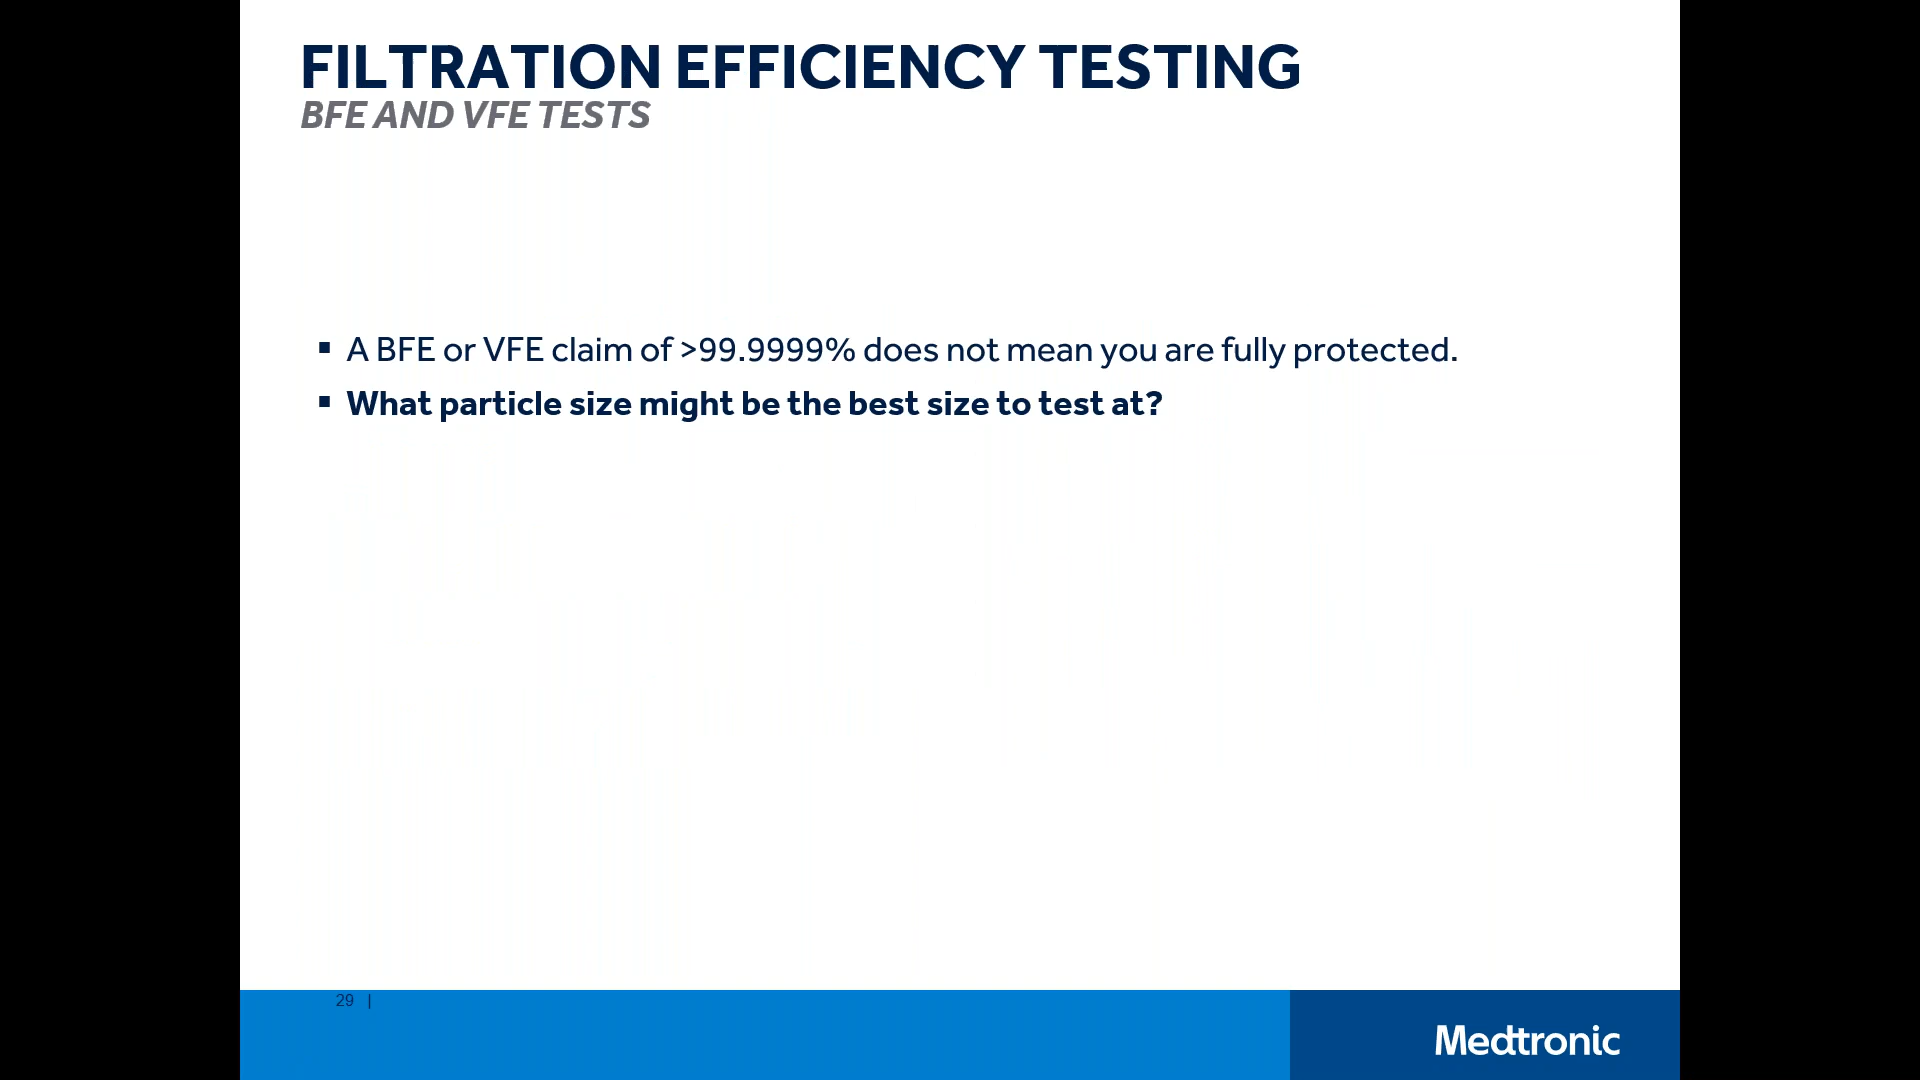 FILTRATION EFFICIENCY TESTING
BFE AND VFE TESTS
▪ A BFE or VFE claim of >99.9999% does not mean you are fully protected.
▪ What particle size might be the best size to test at?
29 |
Medtronic